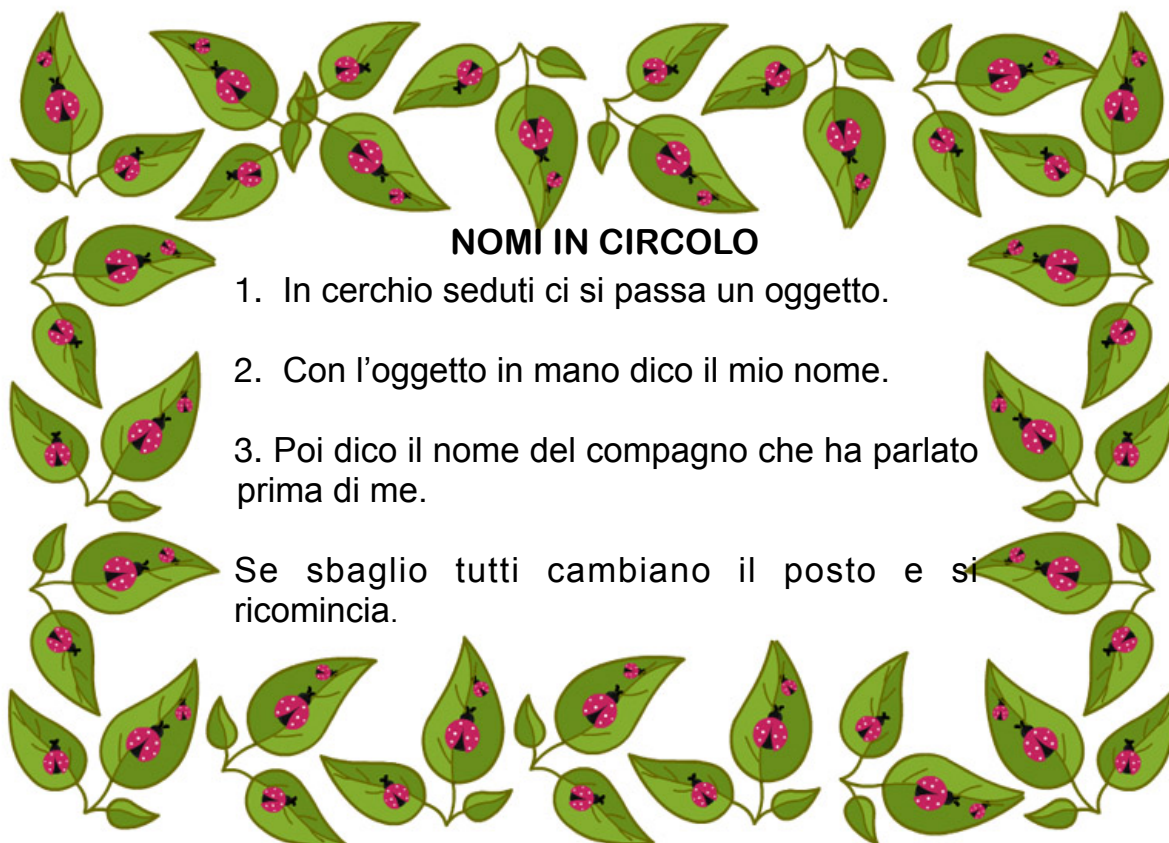 NOMI IN CIRCOLO
1. In cerchio seduti ci si passa un oggetto.
2. Con l’oggetto in mano dico il mio nome.
3. Poi dico il nome del compagno che ha parlato
prima di me.
Se sbaglio tutti cambiano il posto e si
ricomincia.